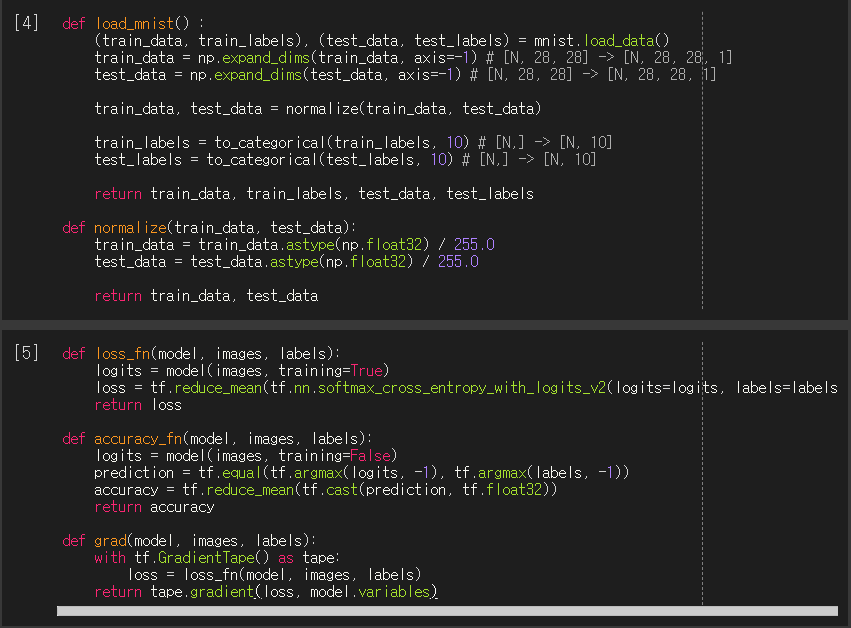 [4] def load_mnist() :
(train_data, train_labels), (test_data, test_labels) = mnist.load_data()
train_data = np.expand_dims(train_data, axis=-1) # [N, 28, 28] -> [N, 28, 28, 1]
test_data = np.expand_dims(test_data, axis=-1) # [N, 28, 28] -> [N, 28, 28, 1]
train_data, test_data = normalize(train_data, test_data)
train_labels = to_categorical(train_labels, 10) # [N,] -> [N, 10]
test_labels = to_categorical(test_labels, 10) # [N,] -> [N, 10]
return train_data, train_labels, test_data, test_labels
def normalize(train_data, test_data):
train_data = train_data.astype(np.float32) / 255.0
test_data = test_data.astype(np.float32) / 255.0
return train_data, test_data
[5] def loss_fn(model, images, labels):
logits = model(images, training=True)
loss = tf.reduce_mean(tf.nn.softmax_cross_entropy_with_logits_v2(logits=logits, labels=labels
return loss
def accuracy_fn(model, images, labels):
logits = model(images, training=False)
prediction = tf.equal(tf.argmax(logits, -1), tf.argmax(labels, -1))
accuracy = tf.reduce_mean(tf.cast(prediction, tf.float32))
return accuracy
def grad(model, images, labels):
with tf.GradientTape() as tape:
loss = loss_fn(model, images, labels)
return tape.gradient(loss, model.variables)